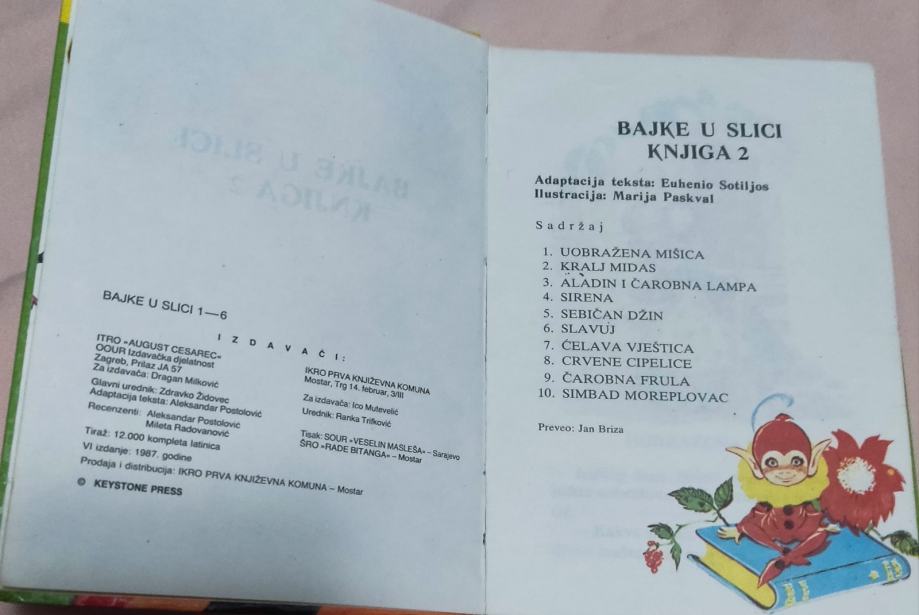 BAJKE U SLICI 1—6
IZDAVAČI:
ITRO »AUGUST CESAREC«
OOUR Izdavačka djelatnost
Zagreb, Prilaz JA 57
Za izdavača: Dragan Milković
Glavni urednik: Zdravko Židovec
Adaptacija teksta: Aleksandar Postolović
Recenzenti: Aleksandar Postolović
Mileta Radovanović
Tiraž: 12.000 kompleta latinica
VI izdanje: 1987. godine
Prodaja i distribucija: IKRO PRVA KNJIŽEVNA KOMUNA – Mostar
© KEYSTONE PRESS
IKRO PRVA KNJIŽEVNA KOMUNA
Mostar, Trg 14. februar, 3/III
Za izdavača: Ico Mutevelić
Urednik: Ranka Trifković
Tisak: SOUR »VESELIN MASLEŠA« – Sarajevo
ŠRO »RADE BITANGA« – Mostar
BAJKE U SLICI
KNJIGA 2
Adaptacija teksta: Euhenio Sotiljos
Ilustracija: Marija Paskval
Sadržaj
1. UOBRAŽENA MIŠICA
2. KRALJ MIDAS
3. ALADIN I ČAROBNA LAMPA
4. SIRENA
5. SEBIČAN DŽIN
6. SLAVUJ
7. ĆELAVA VJEŠTICA
8. CRVENE CIPELICE
9. ČAROBNA FRULA
10. SIMBAD MOREPLOVAC
Preveo: Jan Briza